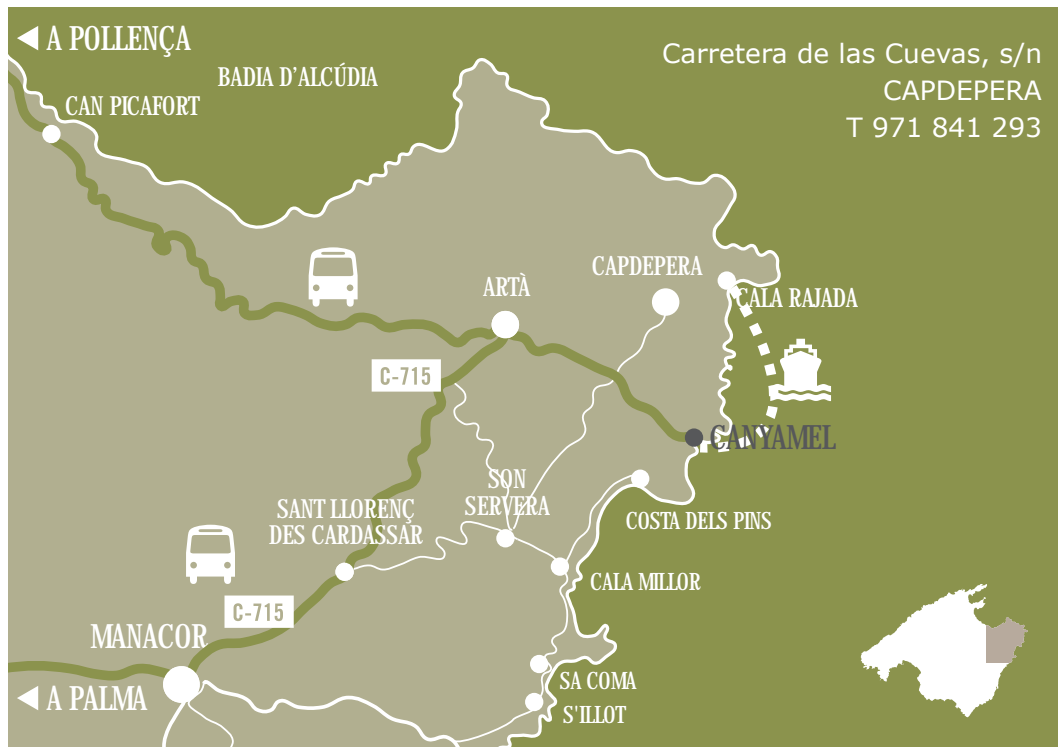 A POLLENÇA
Carretera de las Cuevas, s/n
CAPDEPERA
T 971 841 293
BADIA D'ALCÚDIA
CAN PICAFORT
CAPDEPERA
ARTÀ
CALA RAJADA
C-715
CANYAMEL
SON
SERVERA
SANT LLORENÇ
DES CARDASSAR
COSTA DELS PINS
CALA MILLOR
C-715
MANACOR
SA COMA
A PALMA
S'ILLOT